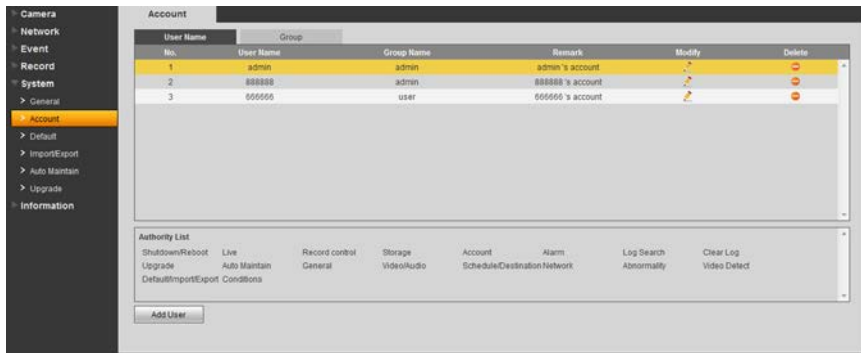 Camera
Network
Event
Record
System
General
Account
Default
Import/Export
Auto Maintain
Upgrade
Information
Account
User Name Group
No. User Name Group Name Remark Modify Delete
1 admin admin admin 's account
2 888888 admin 888888 's account
3 666666 user 666666 's account
Authority List
Shutdown/Reboot Live Record control Storage Account Alarm Log Search Clear Log
Upgrade Auto Maintain General Video/Audio Schedule/Destination Network Abnormality Video Detect
Default/Import/Export Conditions
Add User